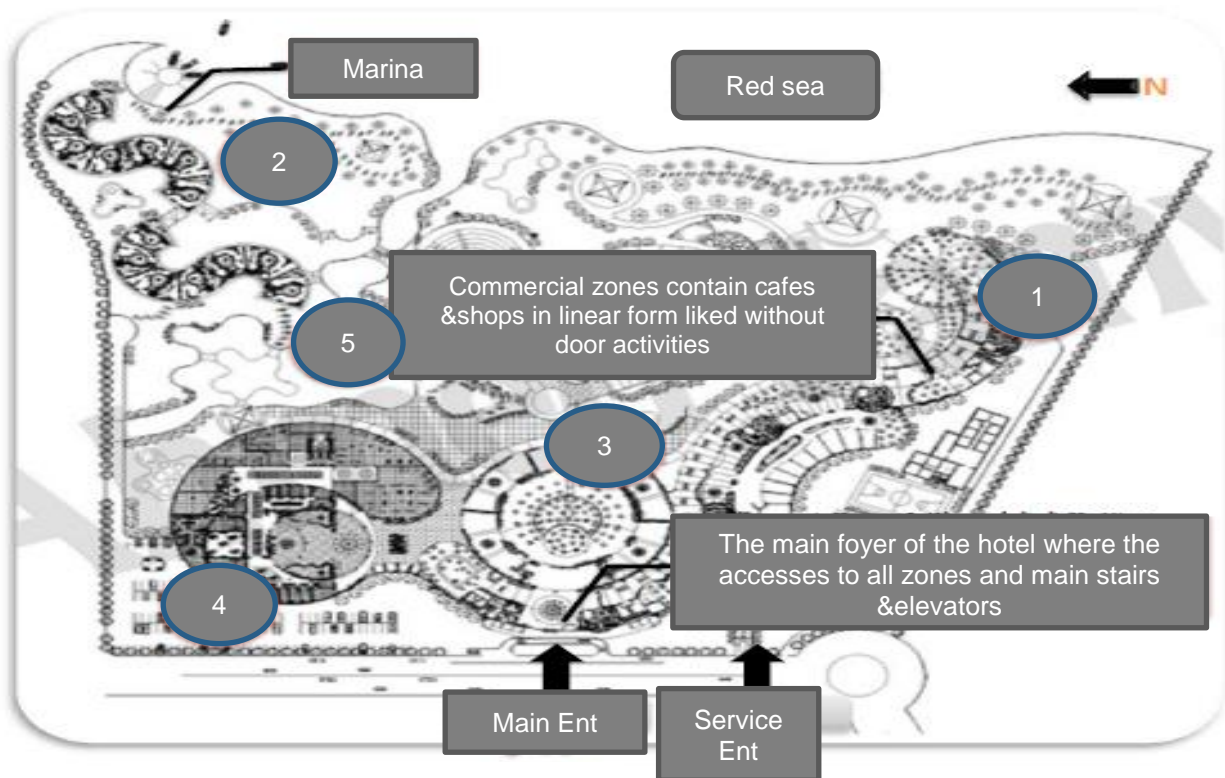 Marina
Red sea
N
2
1
Commercial zones contain cafes
&shops in linear form liked without
door activities
5
3
The main foyer of the hotel where the
accesses to all zones and main stairs
&elevators
4
Main Ent
Service
Ent